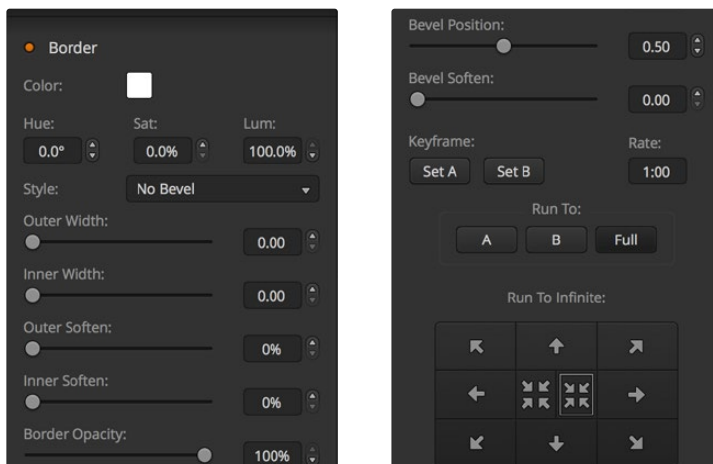 Border
Color:
Hue: Sat: Lum:
0.0° 0.0% 100.0%
Style: No Bevel
Outer Width:
0.00
Inner Width:
0.00
Outer Soften:
0%
Inner Soften:
0%
Border Opacity:
100%
Bevel Position:
0.50
Bevel Soften:
0.00
Keyframe: Rate:
Set A Set B 1:00
Run To:
A B Full
Run To Infinite: